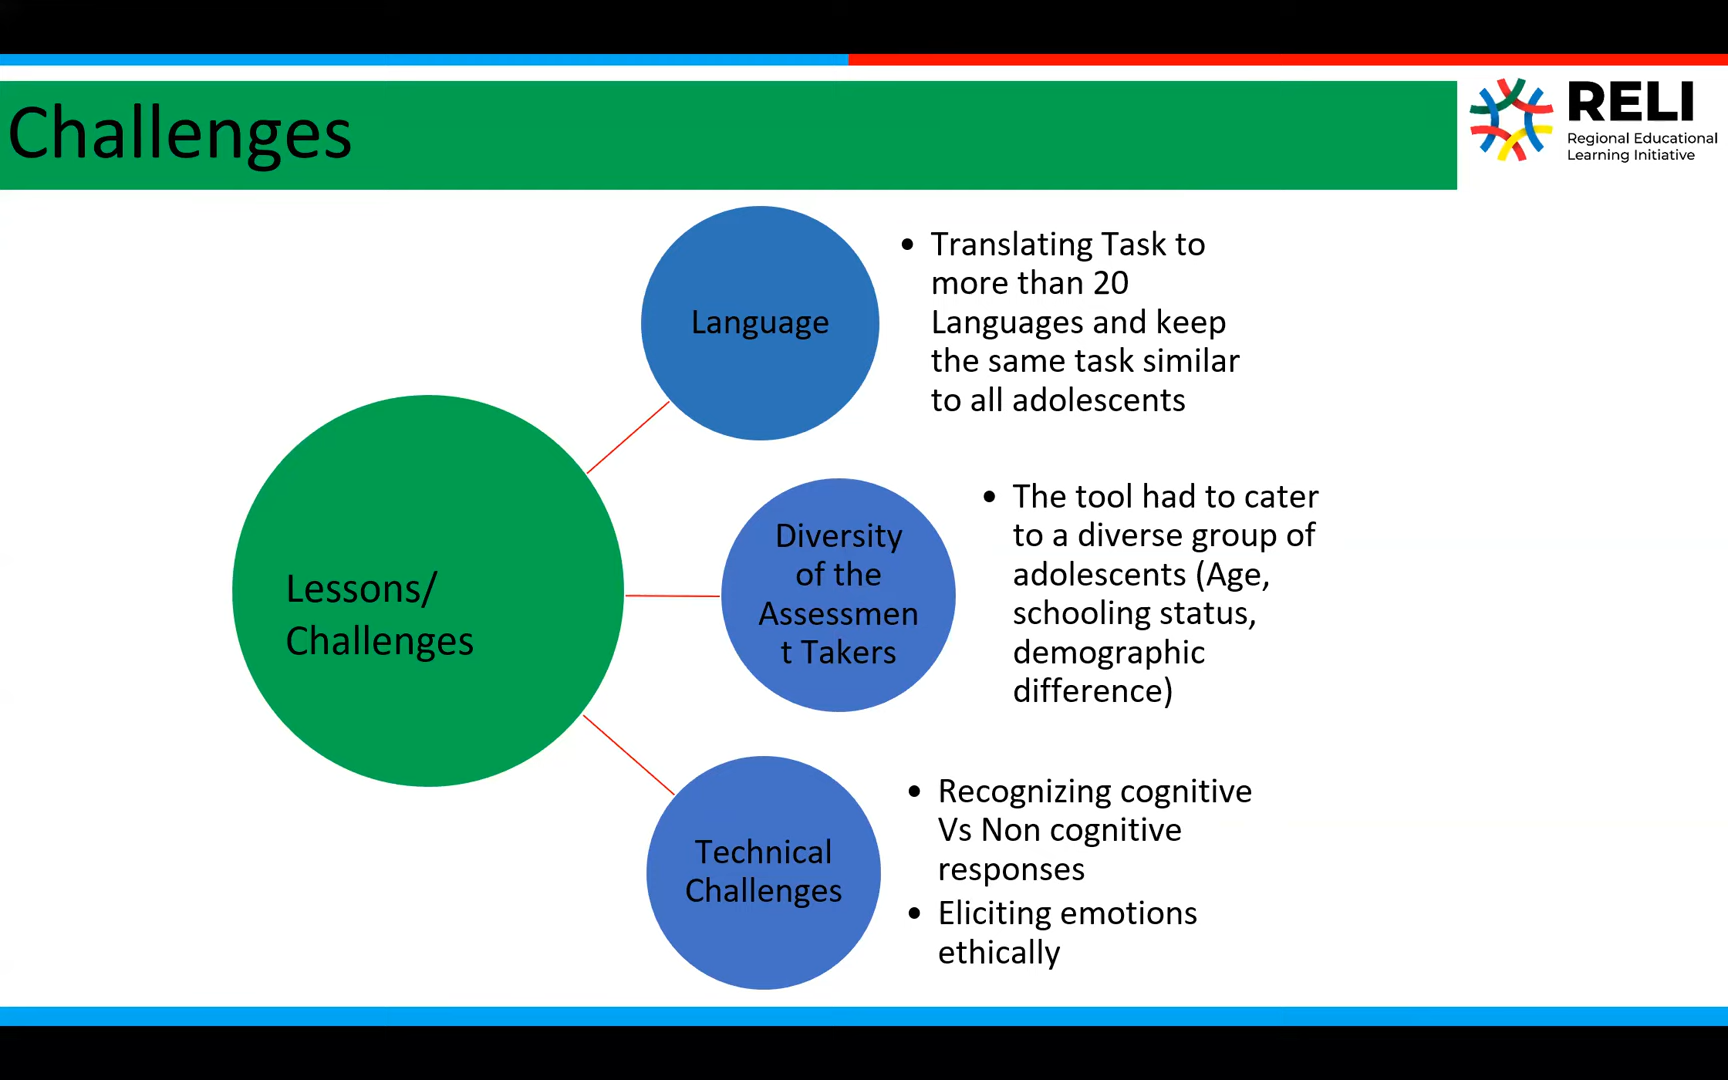 Challenges
RELI
Regional Educational
Learning Initiative
Lessons/
Challenges
Language
• Translating Task to
more than 20
Languages and keep
the same task similar
to all adolescents
Diversity
of the
Assessmen
t Takers
• The tool had to cater
to a diverse group of
adolescents (Age,
schooling status,
demographic
difference)
Technical
Challenges
• Recognizing cognitive
Vs Non cognitive
responses
• Eliciting emotions
ethically